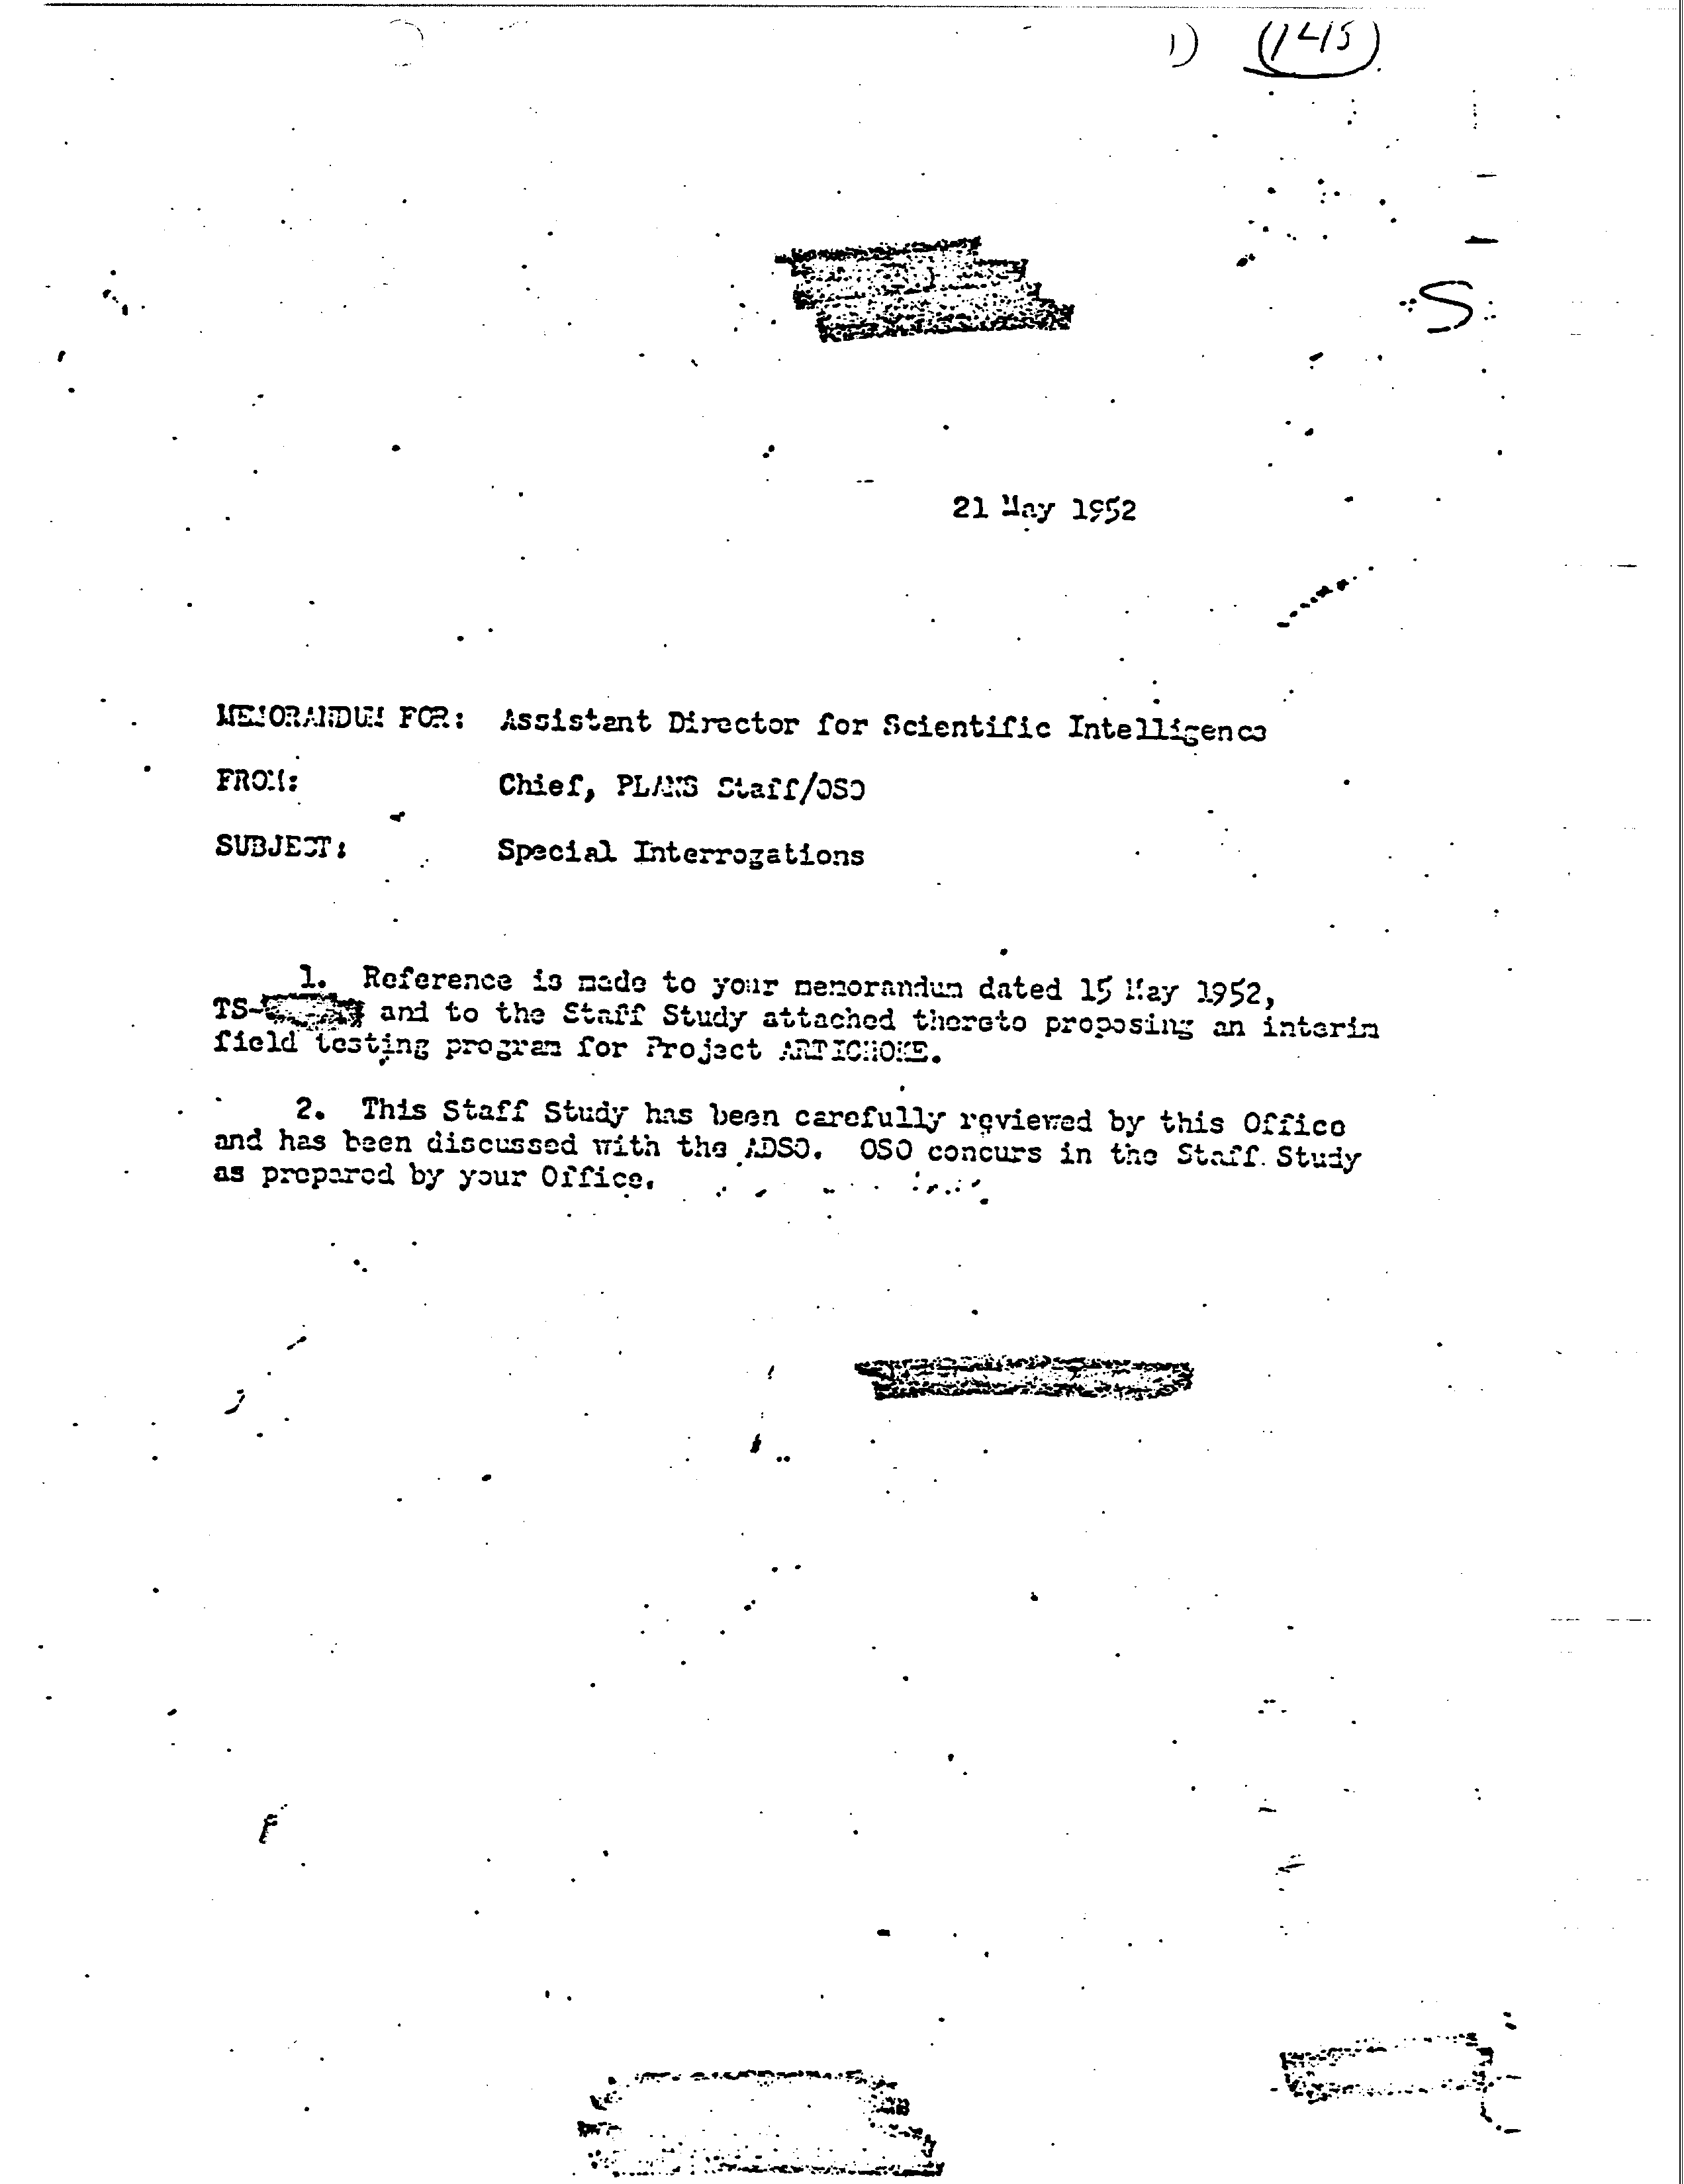 1) (145)
S
21 May 1952
MEMORANDUM FOR: Assistant Director for Scientific Intelligence
FROM: Chief, PLANS Staff/OSO
SUBJECT: Special Interrogations
1. Reference is made to your memorandum dated 15 May 1952,
TS- and to the Staff Study attached thereto proposing an interim
field testing program for Project ARTICHOKE.
2. This Staff Study has been carefully reviewed by this Office
and has been discussed with the ADSO. OSO concurs in the Staff Study
as prepared by your Office.